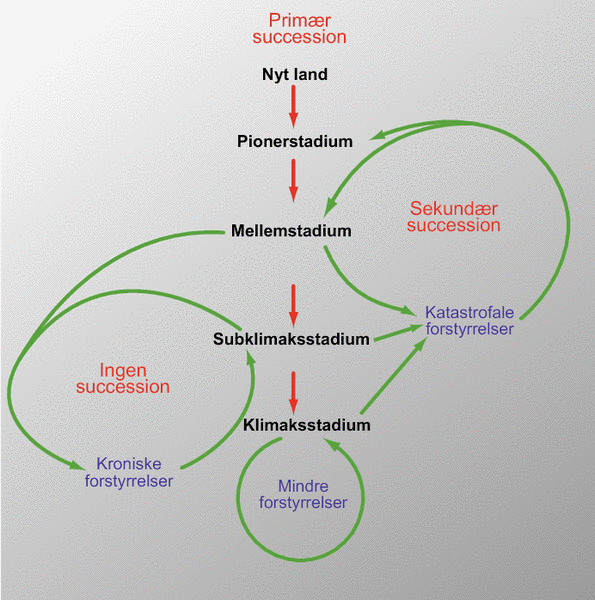 Primær
succession
Nyt land
Pionerstadium
Mellemstadium
Sekundær
succession
Katastrofale
forstyrrelser
Subklimaksstadium
Ingen
succession
Klimaksstadium
Kroniske
forstyrrelser
Mindre
forstyrrelser